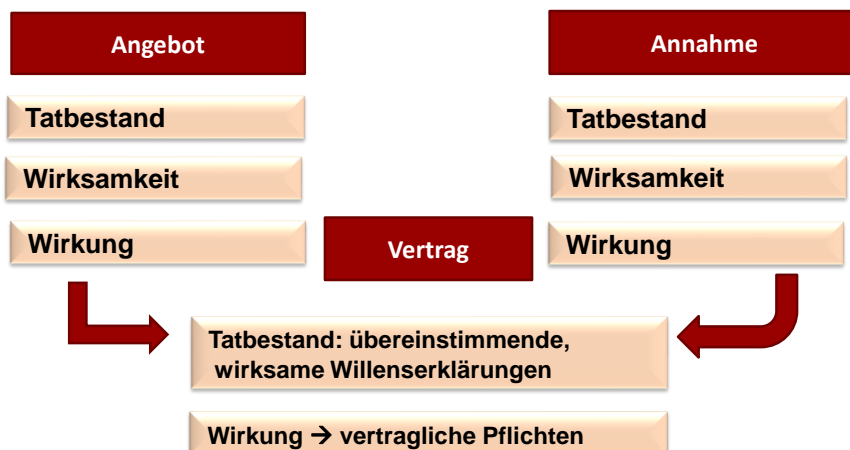 Angebot
Annahme
Tatbestand
Tatbestand
Wirksamkeit
Wirksamkeit
Wirkung
Vertrag
Wirkung
Tatbestand: übereinstimmende,
wirksame Willenserklärungen
Wirkung → vertragliche Pflichten